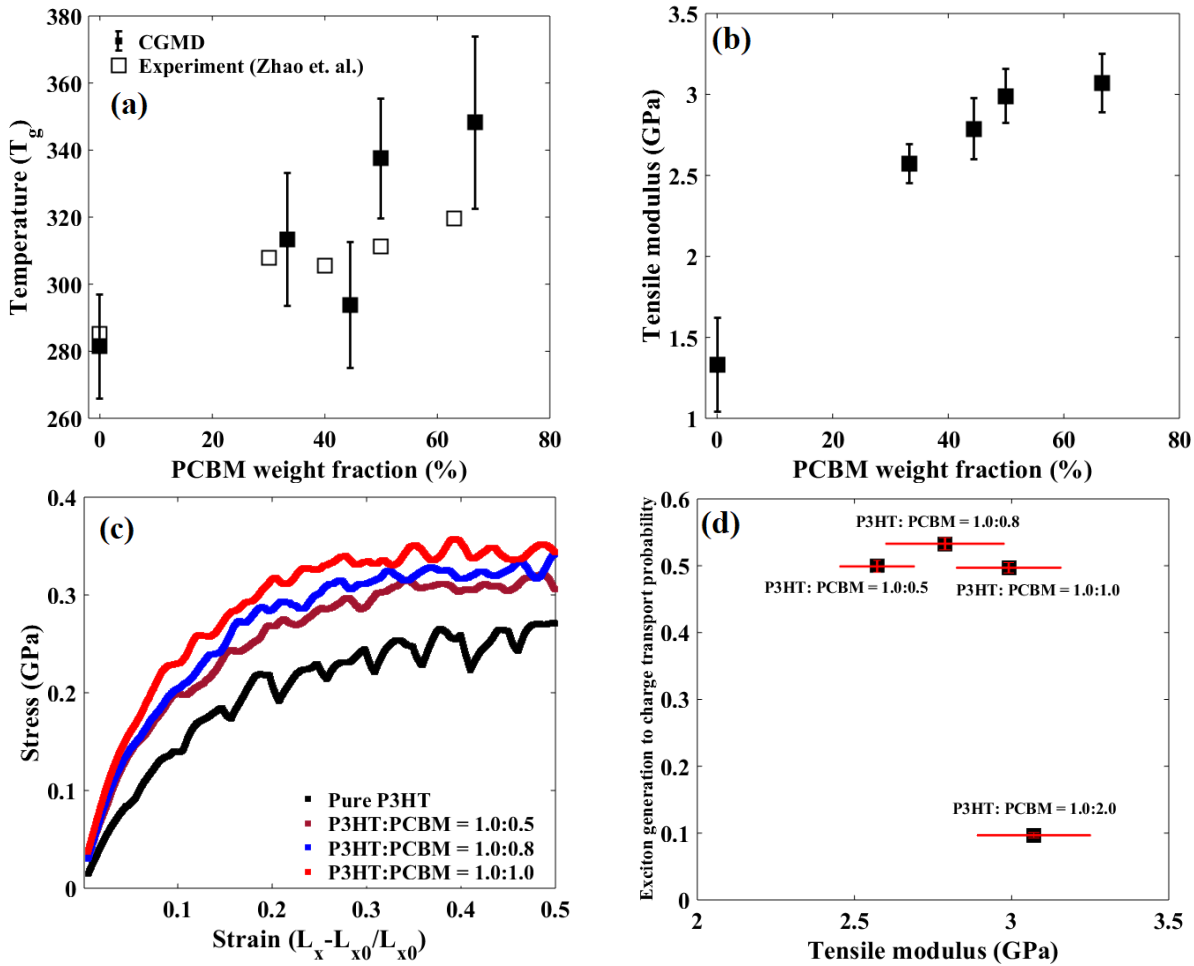 380
360
340
320
300
280
260
Temperature (Tg)
CGMD
Experiment (Zhao et. al.)
(a)
0 20 40 60 80
PCBM weight fraction (%)
3.5
3
2.5
2
1.5
1
Tensile modulus (GPa)
(b)
0 20 40 60 80
PCBM weight fraction (%)
0.4
0.3
0.2
0.1
0
Stress (GPa)
(c)
Pure P3HT
P3HT:PCBM = 1.0:0.5
P3HT:PCBM = 1.0:0.8
P3HT:PCBM = 1.0:1.0
0.1 0.2 0.3 0.4 0.5
Strain (Lx-Lx0/Lx0)
0.6
0.5
0.4
0.3
0.2
0.1
0
Exciton generation to charge transport probability
(d)
P3HT: PCBM = 1.0:0.8
P3HT: PCBM = 1.0:0.5
P3HT: PCBM = 1.0:1.0
P3HT: PCBM = 1.0:2.0
2 2.5 3 3.5
Tensile modulus (GPa)